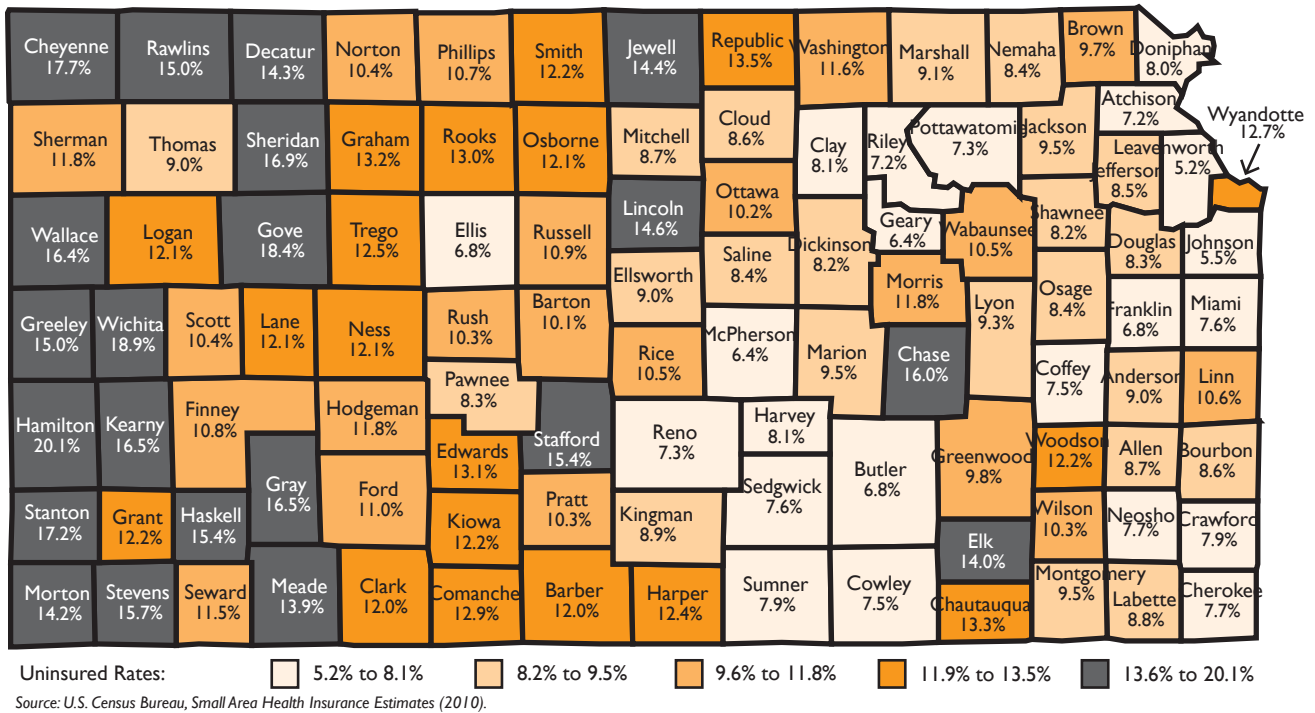 Cheyenne
17.7%
Rawlins
15.0%
Decatur
14.3%
Norton
10.4%
Phillips
10.7%
Smith
12.2%
Jewell
14.4%
Republic
13.5%
Washington
11.6%
Marshall
9.1%
Nemaha
8.4%
Brown
9.7%
Doniphan
8.0%
Atchison
7.2%
Wyandotte
12.7%
Sherman
11.8%
Thomas
9.0%
Sheridan
16.9%
Graham
13.2%
Rooks
13.0%
Osborne
12.1%
Mitchell
8.7%
Cloud
8.6%
Clay
8.1%
Riley
7.2%
Pottawatomie
7.3%
Jackson
9.5%
Jefferson
8.5%
Leavenworth
5.2%
Wallace
16.4%
Logan
12.1%
Gove
18.4%
Trego
12.5%
Ellis
6.8%
Russell
10.9%
Lincoln
14.6%
Ottawa
10.2%
Saline
8.4%
Dickinson
8.2%
Geary
6.4%
Wabaunsee
10.5%
Shawnee
8.2%
Douglas
8.3%
Johnson
5.5%
Ellsworth
9.0%
Morris
11.8%
Lyon
9.3%
Osage
8.4%
Franklin
6.8%
Miami
7.6%
Greeley
15.0%
Wichita
18.9%
Scott
10.4%
Lane
12.1%
Ness
12.1%
Rush
10.3%
Barton
10.1%
Rice
10.5%
McPherson
6.4%
Marion
9.5%
Chase
16.0%
Coffey
7.5%
Anderson
9.0%
Linn
10.6%
Pawnee
8.3%
Hamilton
20.1%
Kearny
16.5%
Finney
10.8%
Hodgeman
11.8%
Edwards
13.1%
Stafford
15.4%
Reno
7.3%
Harvey
8.1%
Butler
6.8%
Greenwood
9.8%
Woodson
12.2%
Allen
8.7%
Bourbon
8.6%
Gray
16.5%
Ford
11.0%
Sedgwick
7.6%
Stanton
17.2%
Grant
12.2%
Haskell
15.4%
Kiowa
12.2%
Pratt
10.3%
Kingman
8.9%
Elk
14.0%
Wilson
10.3%
Neosho
7.7%
Crawford
7.9%
Morton
14.2%
Stevens
15.7%
Seward
11.5%
Meade
13.9%
Clark
12.0%
Comanche
12.9%
Barber
12.0%
Harper
12.4%
Sumner
7.9%
Cowley
7.5%
Chautauqua
13.3%
Montgomery
9.5%
Labette
8.8%
Cherokee
7.7%
Uninsured Rates: 5.2% to 8.1% 8.2% to 9.5% 9.6% to 11.8% 11.9% to 13.5% 13.6% to 20.1%
Source: U.S. Census Bureau, Small Area Health Insurance Estimates (2010).